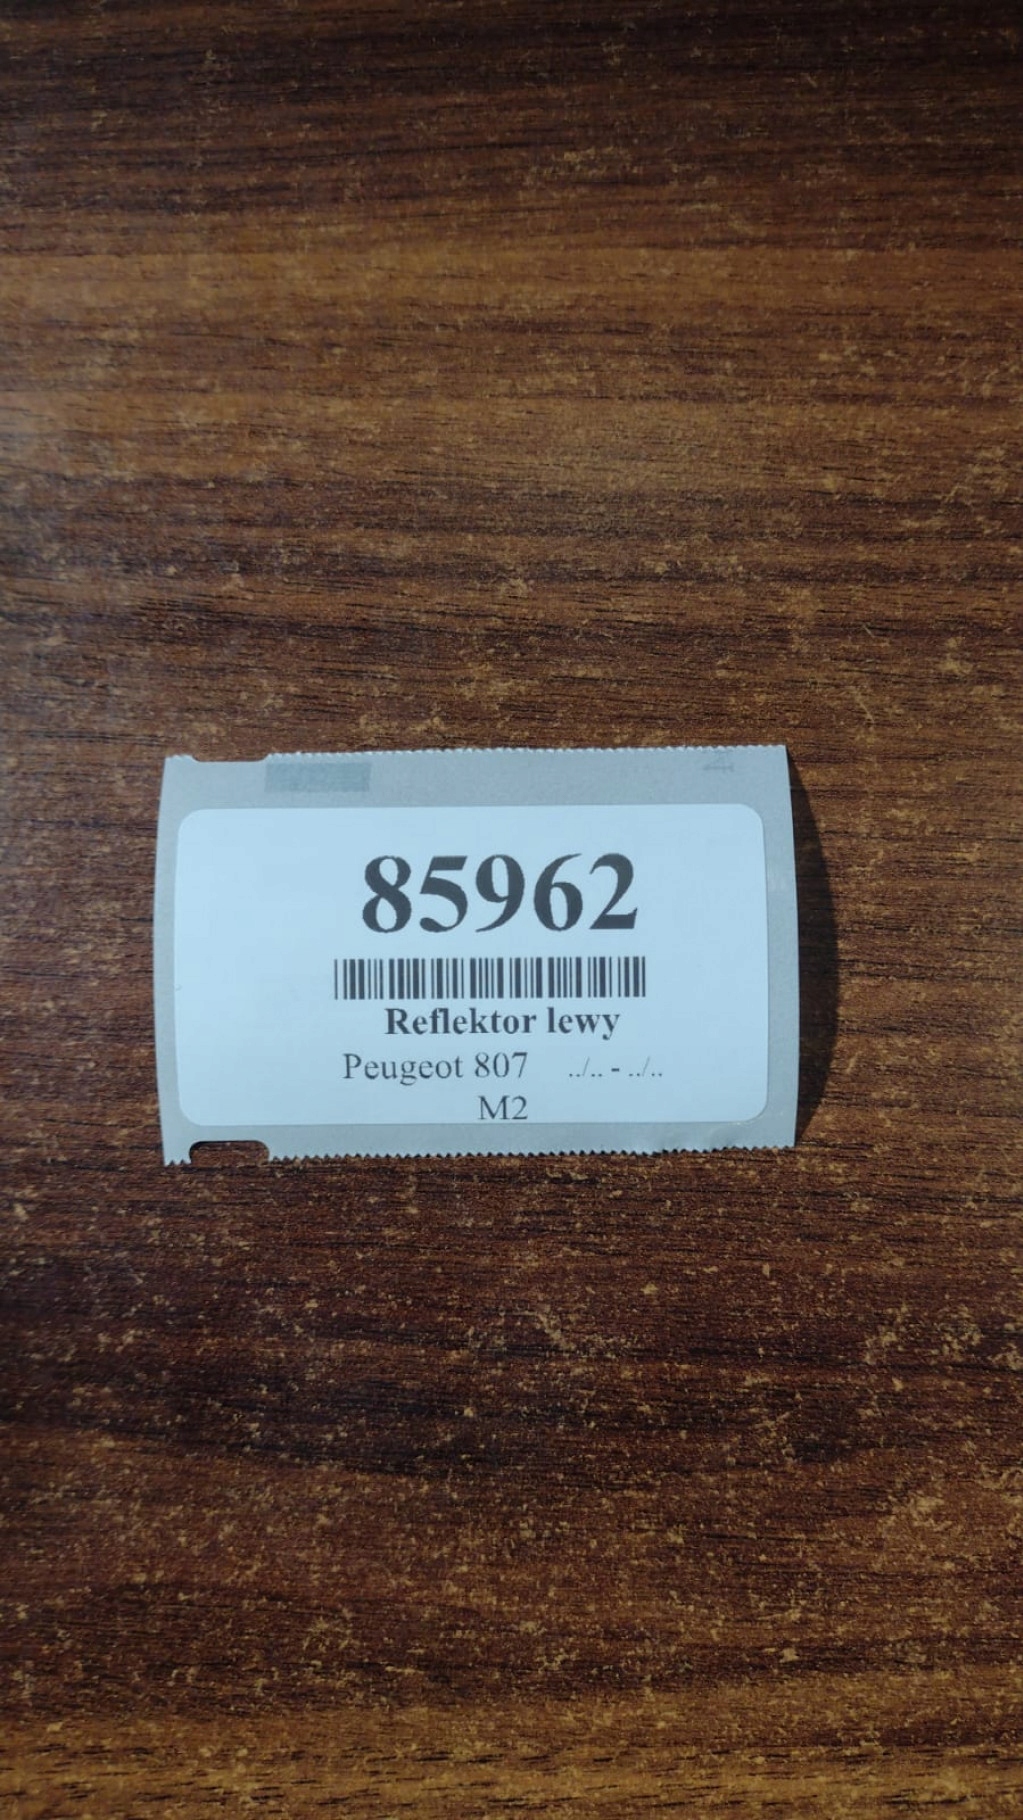 85962
Reflektor lewy
Peugeot 807 ../.. - ../..
M2